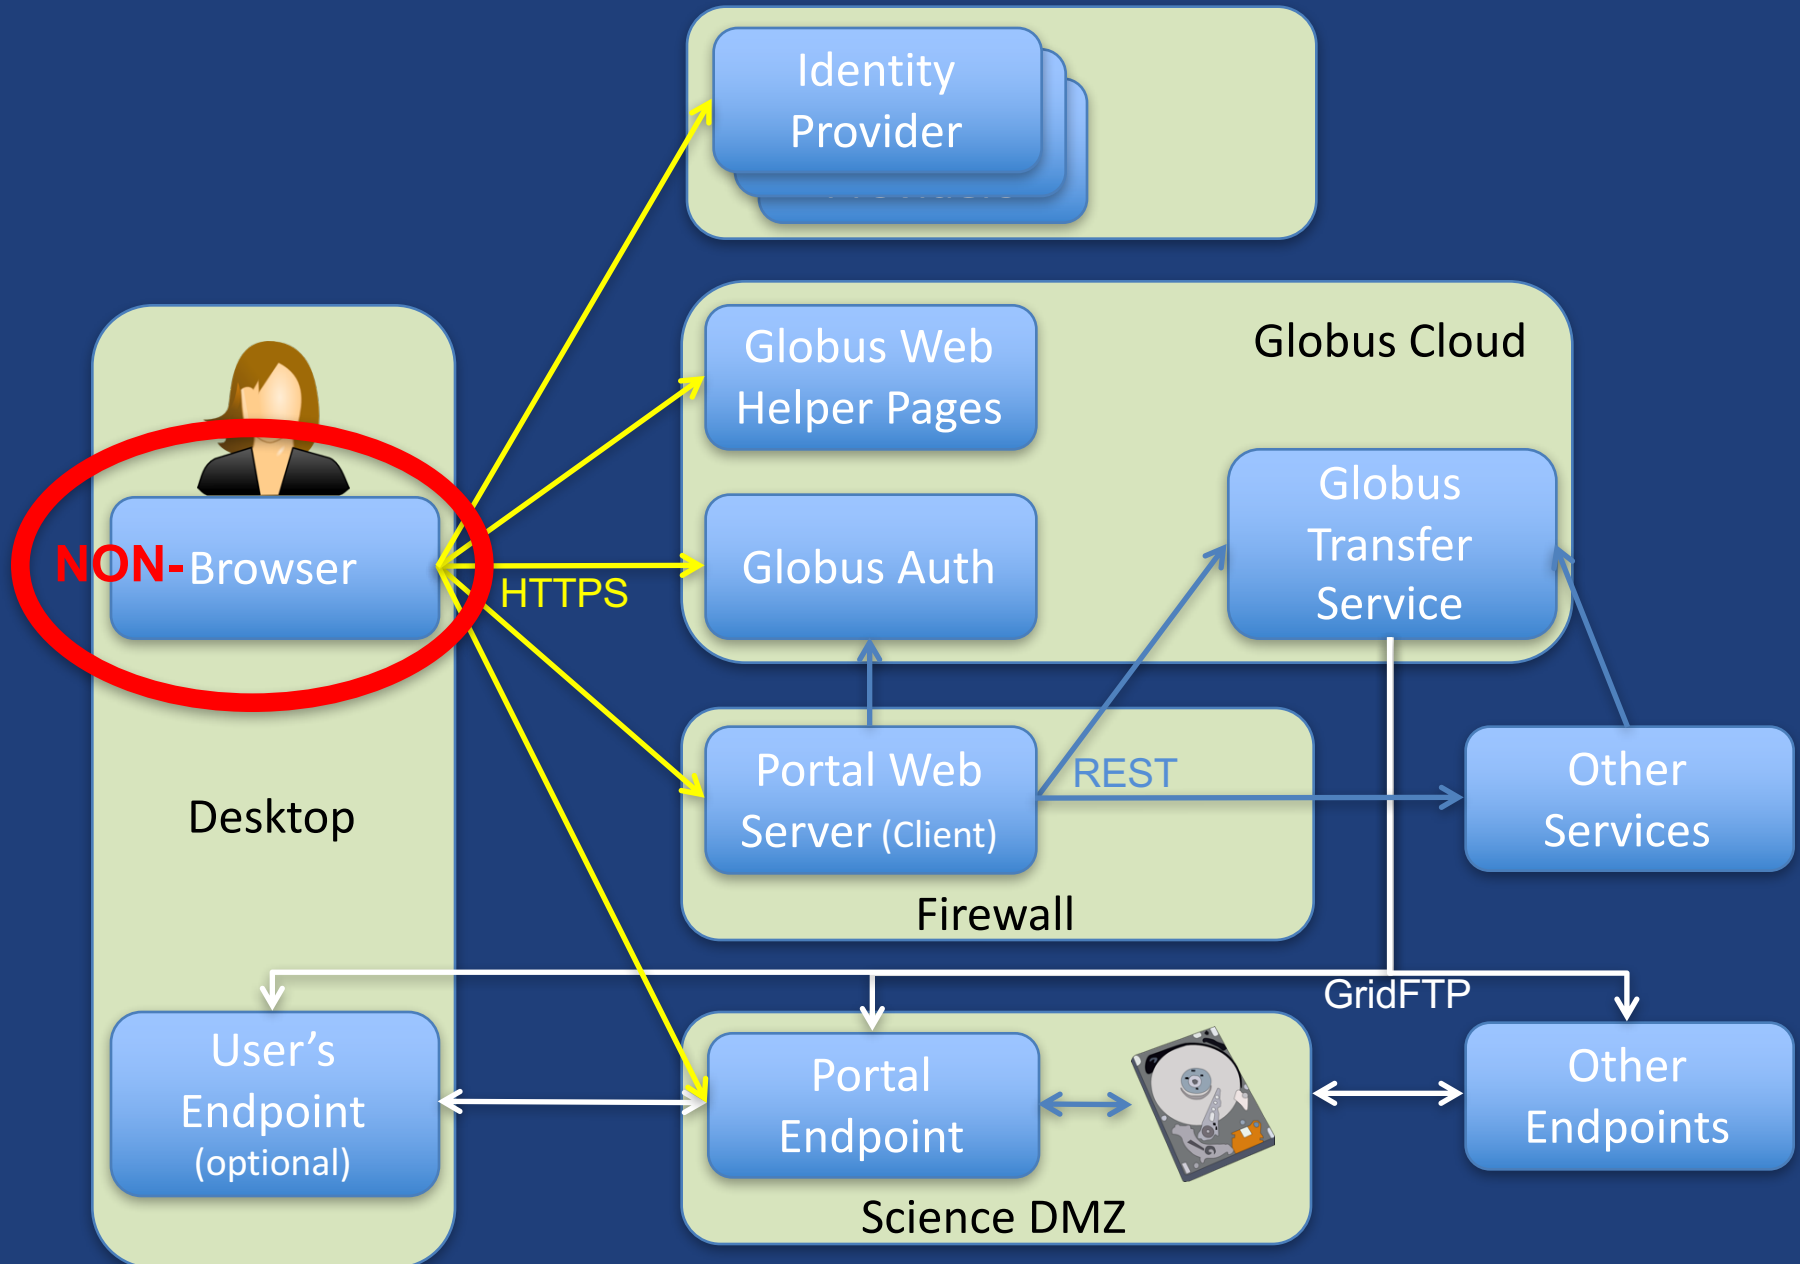 Identity
Provider
Globus Web
Helper Pages
Globus Cloud
Globus
Transfer
Service
NON-Browser
HTTPS
Globus Auth
Portal Web
Server (Client)
REST
Other
Services
Desktop
Firewall
GridFTP
User’s
Endpoint
(optional)
Portal
Endpoint
Other
Endpoints
Science DMZ